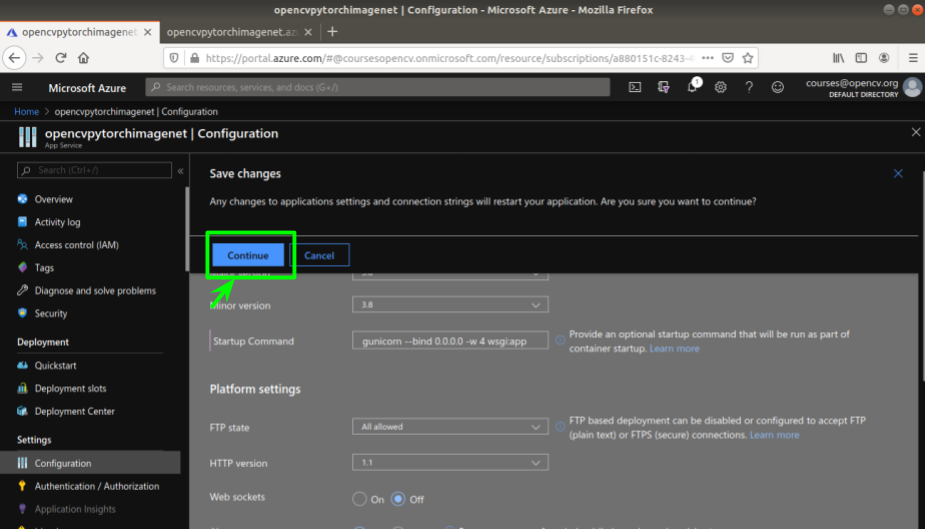 opencvpytorchimagenet | Configuration - Microsoft Azure - Mozilla Firefox
opencvpytorchimagenet
opencvpytorchimagenet.az
https://portal.azure.com/#@coursesopencv.onmicrosoft.com/resource/subscriptions/a880151c-8243-4
Microsoft Azure
Search resources, services, and docs (G+/)
1
courses@opencv.org
DEFAULT DIRECTORY
Home > opencvpytorchimagenet | Configuration
opencvpytorchimagenet | Configuration
App Service
Search (Ctrl+/)
Overview
Activity log
Access control (IAM)
Tags
Diagnose and solve problems
Security
Deployment
Quickstart
Deployment slots
Deployment Center
Settings
Configuration
Authentication / Authorization
Application Insights
Save changes
Any changes to applications settings and connection strings will restart your application. Are you sure you want to continue?
Continue
Cancel
Minor version
3.8
Startup Command
gunicorn --bind 0.0.0.0 -w 4 wsgi:app
Provide an optional startup command that will be run as part of
container startup. Learn more
Platform settings
FTP state
All allowed
FTP based deployment can be disabled or configured to accept FTP
(plain text) or FTPS (secure) connections. Learn more
HTTP version
1.1
Web sockets
On
Off